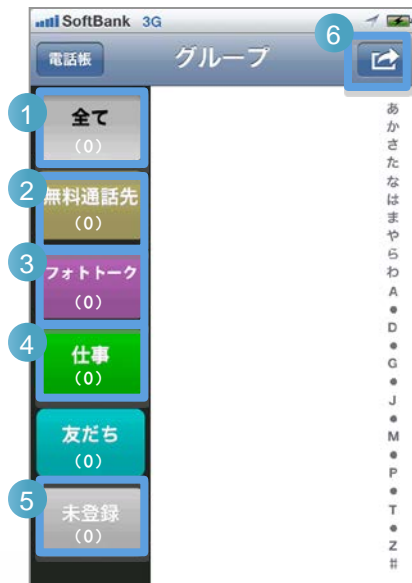 SoftBank 3G
6
電話帳
グループ
1
全て
(0)
2
無料通話先
(0)
3
フォトトーク
(0)
4
仕事
(0)
友だち
(0)
5
未登録
(0)
あ
か
さ
た
な
は
ま
や
ら
わ
A
●
D
●
G
●
J
●
M
●
P
●
T
●
Z
#